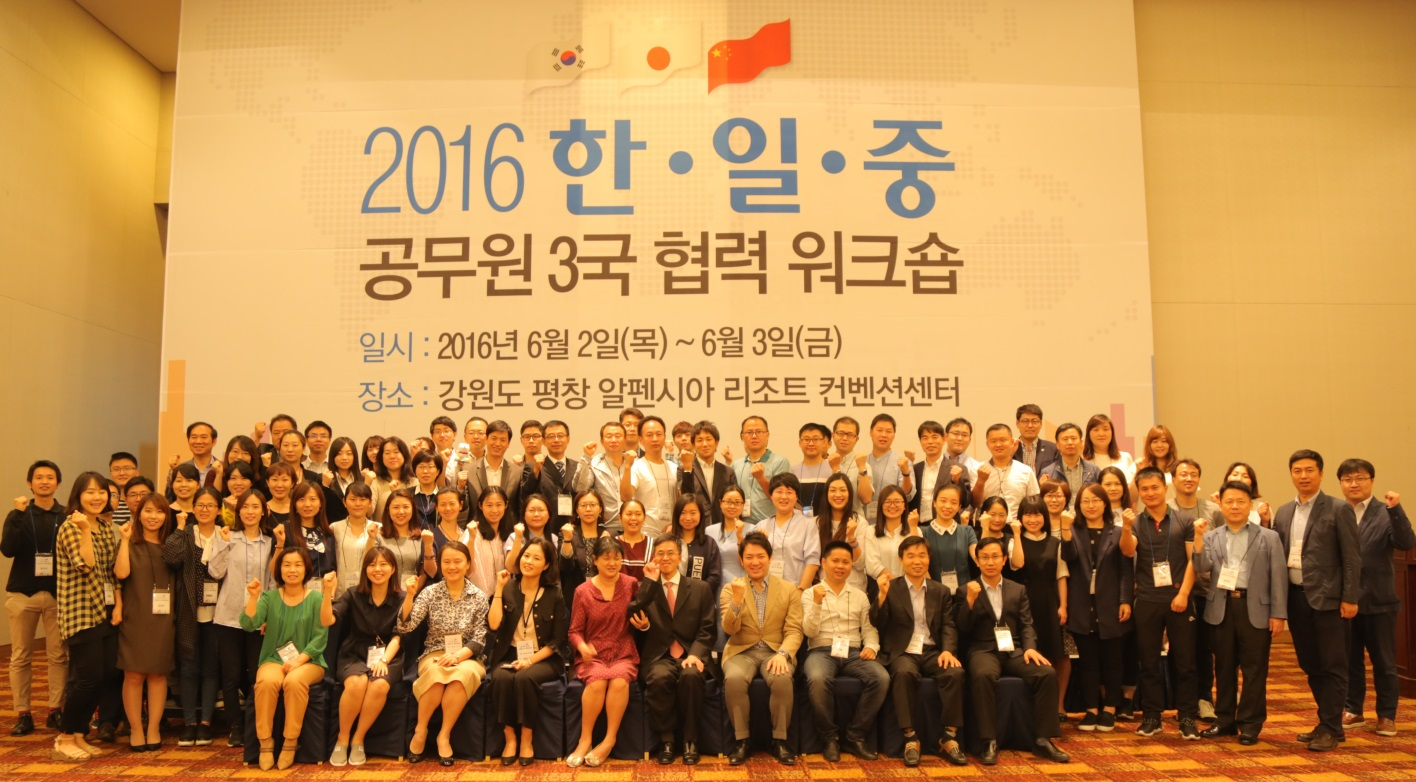 2016 한·일·중
공무원 3국 협력 워크숍
일시 : 2016년 6월 2일(목) ~ 6월 3일(금)
장소 : 강원도 평창 알펜시아 리조트 컨벤션센터